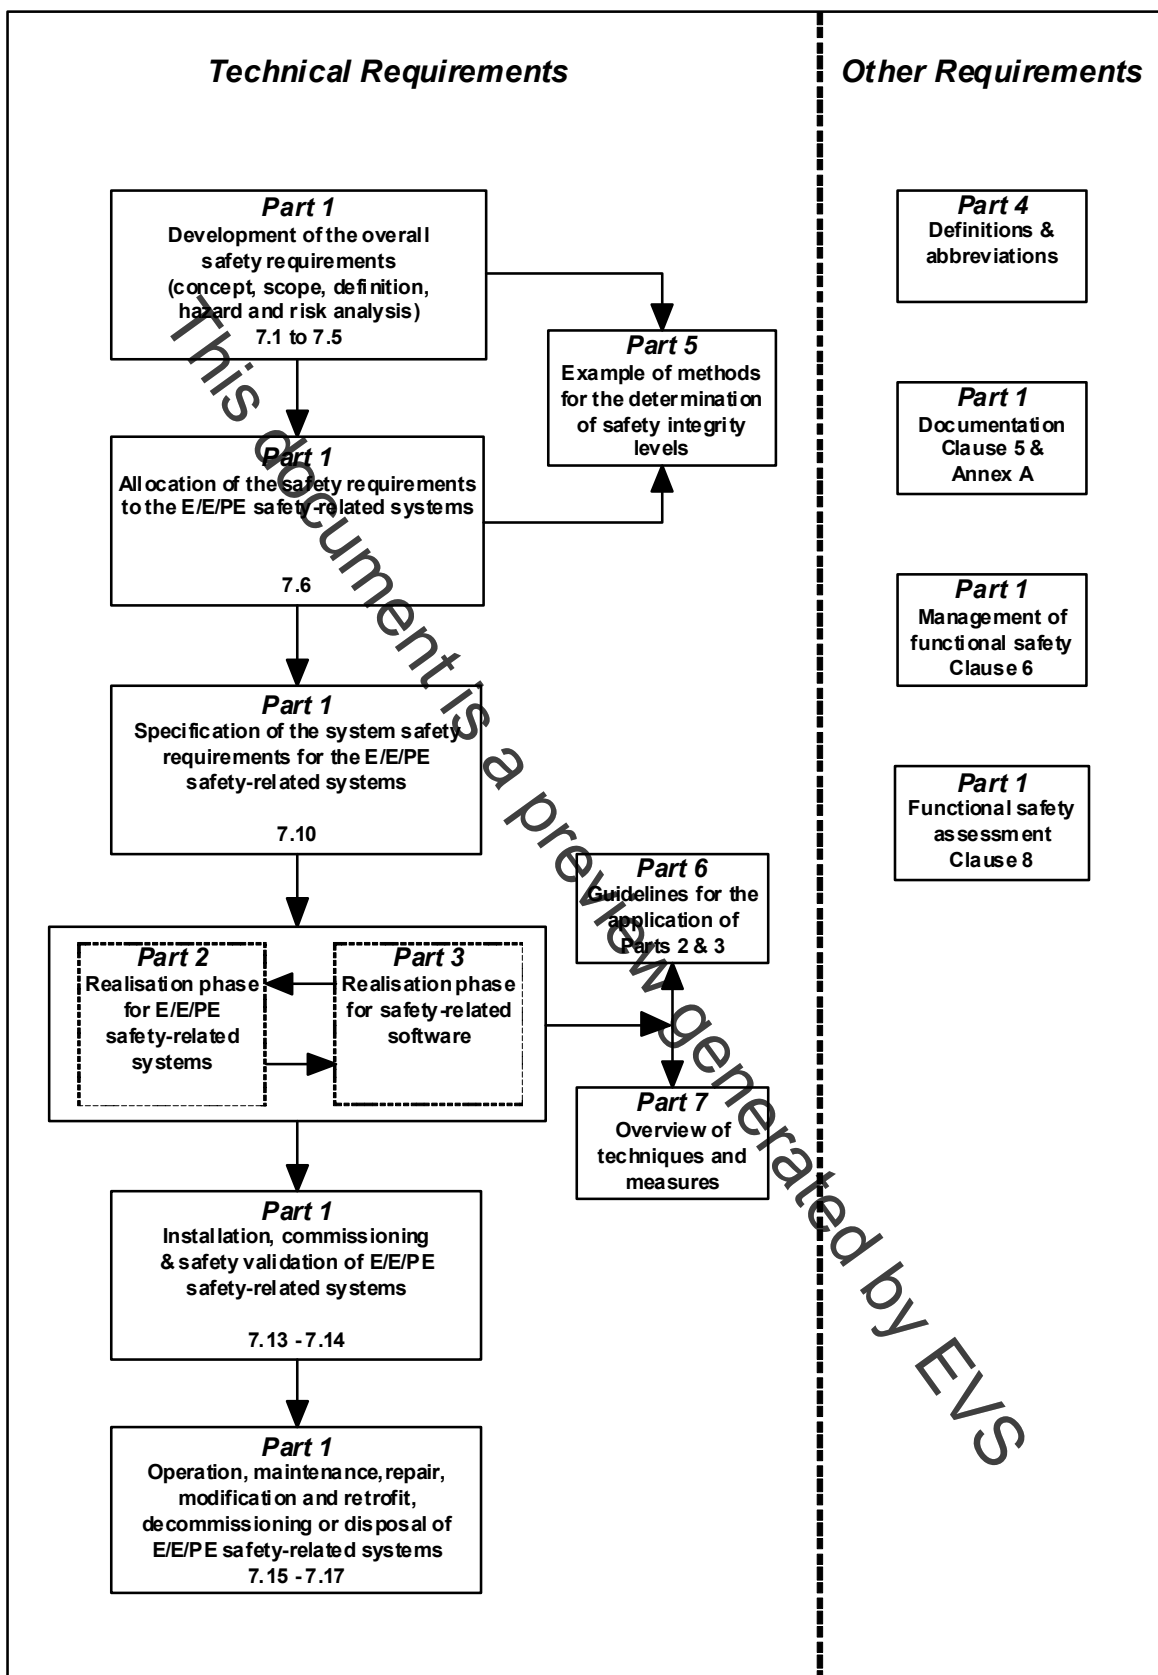 Technical Requirements
Other Requirements
Part 1
Development of the overall
safety requirements
(concept, scope, definition,
hazard and risk analysis)
7.1 to 7.5
Part 5
Example of methods
for the determination
of safety integrity
levels
Part 1
Allocation of the safety requirements
to the E/E/PE safety-related systems
7.6
Part 1
Specification of the system safety
requirements for the E/E/PE
safety-related systems
7.10
Part 6
Guidelines for the
application of
Parts 2 & 3
Part 2
Realisation phase
for E/E/PE
safety-related
systems
Part 3
Realisation phase
for safety-related
software
Part 7
Overview of
techniques and
measures
Part 1
Installation, commissioning
& safety validation of E/E/PE
safety-related systems
7.13 - 7.14
Part 1
Operation, maintenance, repair,
modification and retrofit,
decommissioning or disposal of
E/E/PE safety-related systems
7.15 - 7.17
Part 4
Definitions &
abbreviations
Part 1
Documentation
Clause 5 &
Annex A
Part 1
Management of
functional safety
Clause 6
Part 1
Functional safety
assessment
Clause 8
This document is a preview generated by EVS